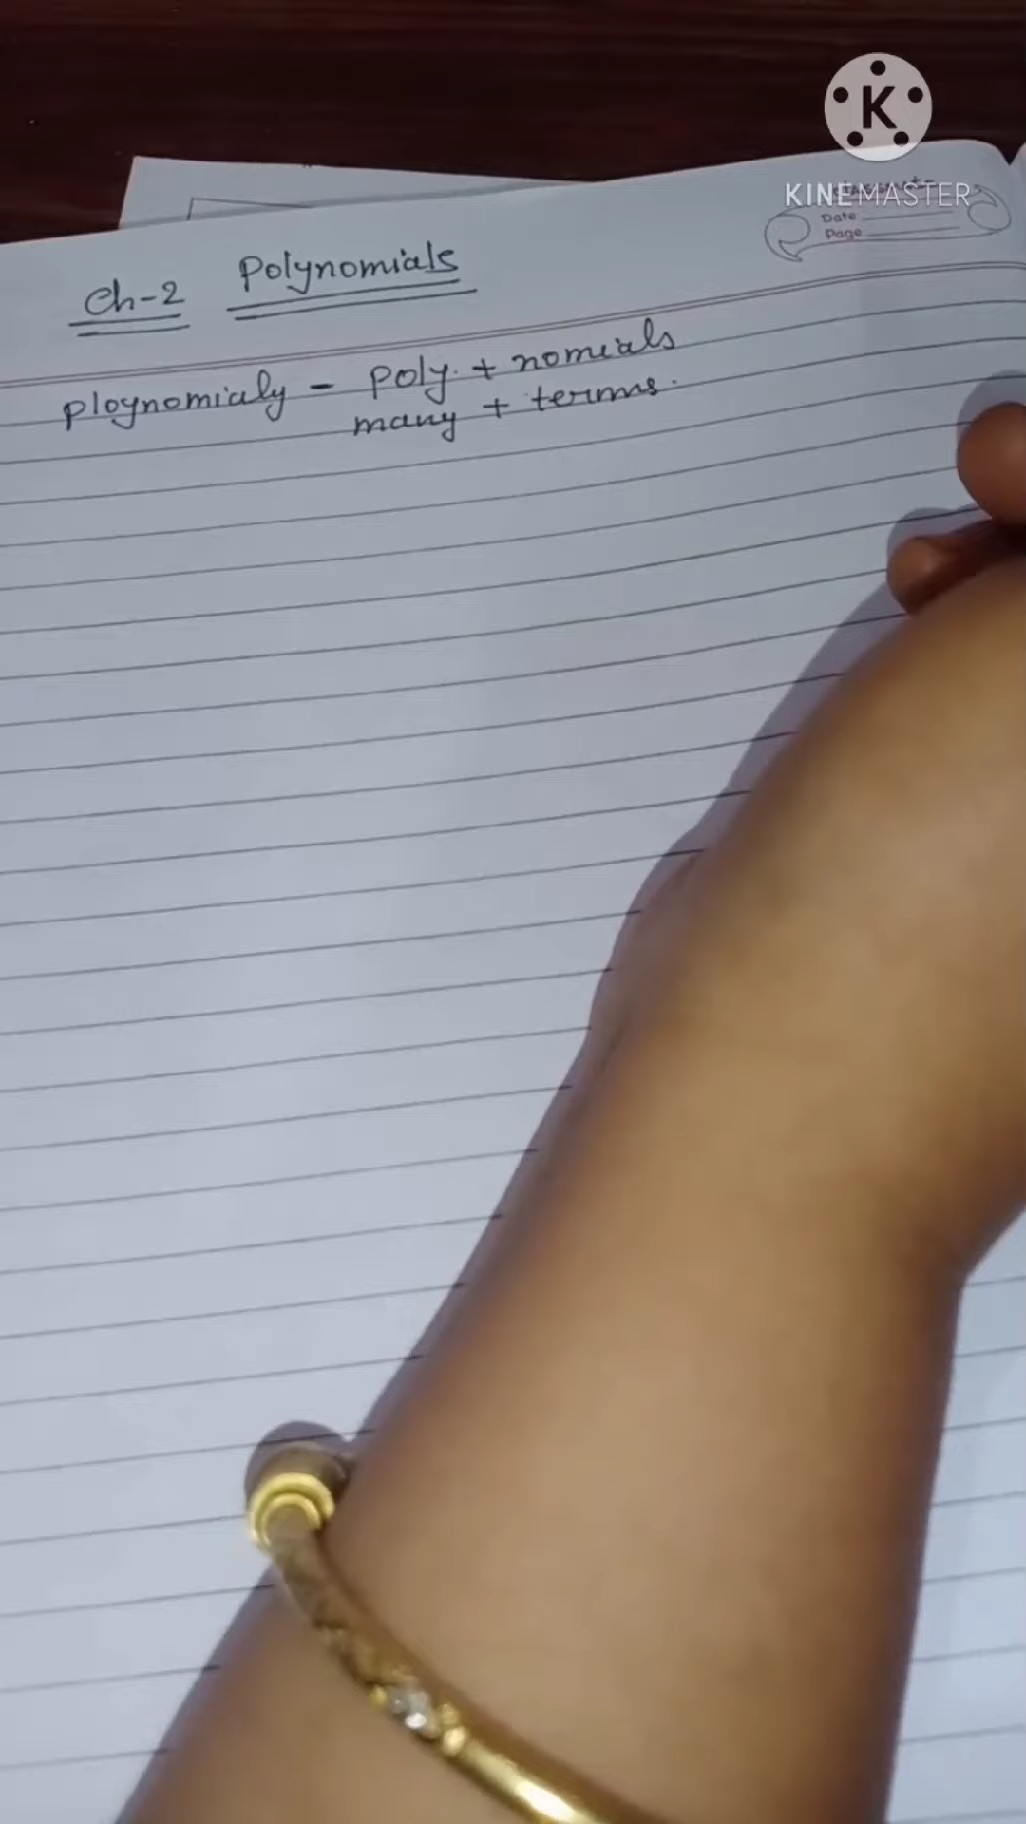 KINEMASTER
Date
Page
Ch-2 Polynomials
Ploynomialy - Poly. + nomials
many + terms.